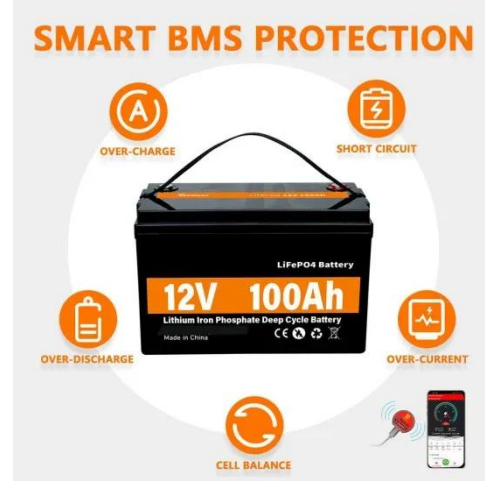 SMART BMS PROTECTION
A
OVER-CHARGE
SHORT CIRCUIT
LiFePO4 Battery
12V 100Ah
Lithium Iron Phosphate Deep Cycle Battery
Made in China
CE
OVER-DISCHARGE
OVER-CURRENT
CELL BALANCE